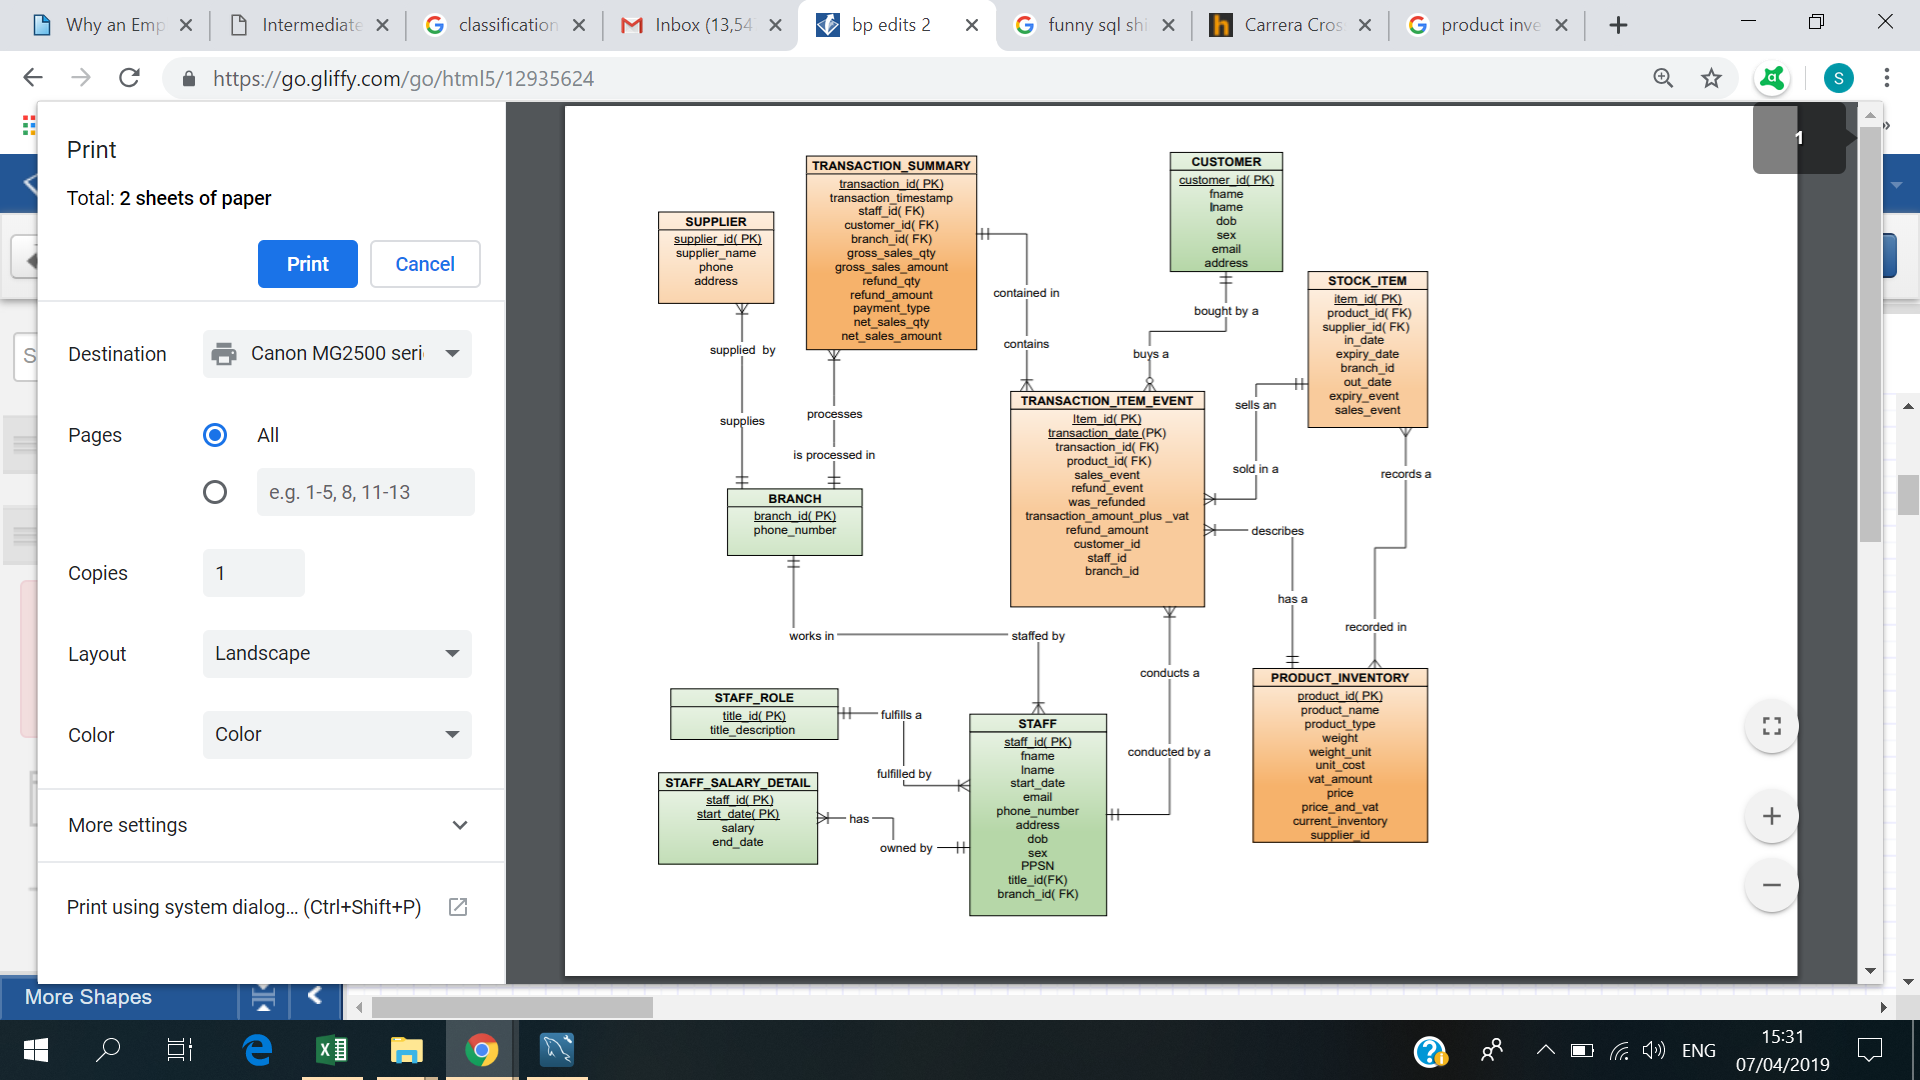 Why an Emp
Intermediate
classification
Inbox (13,54
bp edits 2
funny sql shi
Carrera Cros
product inve
https://go.gliffy.com/go/html5/12935624
S
Print
Total: 2 sheets of paper
Print
Cancel
Destination
Canon MG2500 seri
Pages
All
e.g. 1-5, 8, 11-13
Copies
1
Layout
Landscape
Color
Color
More settings
Print using system dialog... (Ctrl+Shift+P)
More Shapes
S
1
TRANSACTION_SUMMARY
transaction_id( PK)
transaction_timestamp
staff_id( FK)
customer_id( FK)
branch_id( FK)
gross_sales_qty
gross_sales_amount
refund_qty
refund_amount
payment_type
net_sales_qty
net_sales_amount
CUSTOMER
customer_id( PK)
fname
lname
dob
sex
email
address
SUPPLIER
supplier_id( PK)
supplier_name
phone
address
STOCK_ITEM
item_id( PK)
product_id( FK)
supplier_id( FK)
in_date
expiry_date
branch_id
out_date
expiry_event
sales_event
contained in
contains
bought by a
buys a
supplied by
supplies
processes
is processed in
sells an
sold in a
records a
recorded in
TRANSACTION_ITEM_EVENT
Item_id( PK)
transaction_date (PK)
transaction_id( FK)
product_id( FK)
sales_event
refund_event
was_refunded
transaction_amount_plus _vat
refund_amount
customer_id
staff_id
branch_id
BRANCH
branch_id( PK)
phone_number
describes
has a
works in
staffed by
conducts a
conducted by a
STAFF_ROLE
title_id( PK)
title_description
fulfills a
fulfilled by
STAFF_SALARY_DETAIL
staff_id( PK)
start_date( PK)
salary
end_date
has
owned by
STAFF
staff_id( PK)
fname
lname
start_date
email
phone_number
address
dob
sex
PPSN
title_id(FK)
branch_id( FK)
PRODUCT_INVENTORY
product_id( PK)
product_name
product_type
weight
weight_unit
unit_cost
vat_amount
price
price_and_vat
current_inventory
supplier_id
ENG
15:31
07/04/2019